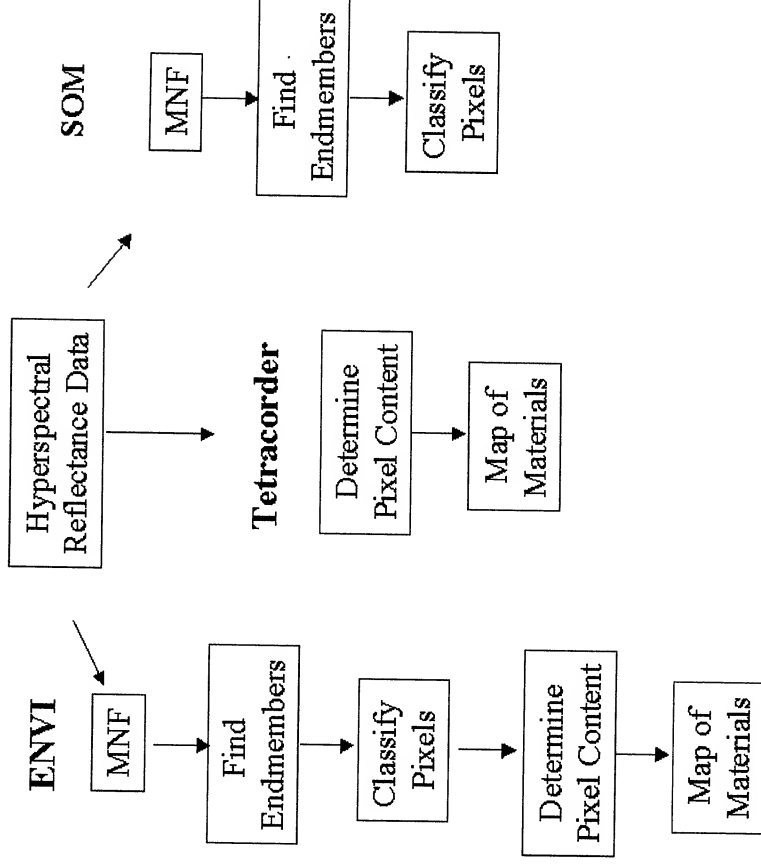 Hyperspectral
Reflectance Data
ENVI
MNF
Find
Endmembers
Classify
Pixels
Determine
Pixel Content
Map of
Materials
Tetracorder
Determine
Pixel Content
Map of
Materials
SOM
MNF
Find
Endmembers
Classify
Pixels